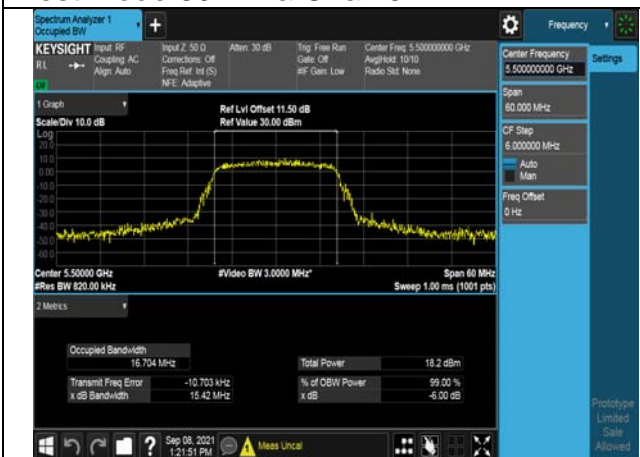 Spectrum Analyzer 1
Occupied BW
+
Frequency
KEYSIGHT
RL
Input: RF
Coupling: AC
Align: Auto
Input Z: 50 Ω
Corrections: Off
Freq Ref: Int (S)
NFE: Adaptive
Atten: 30 dB
Trig: Free Run
Gate: Off
#IF Gain: Low
Center Freq: 5.500000000 GHz
Avg|Hold: 10/10
Radio Std: None
Center Frequency
5.500000000 GHz
Settings
Span
60.000 MHz
CF Step
6.000000 MHz
Auto
Man
Freq Offset
0 Hz
1 Graph
Scale/Div 10.0 dB
Ref Lvl Offset 11.50 dB
Ref Value 30.00 dBm
Log
20.0
10.0
0.00
-10.0
-20.0
-30.0
-40.0
-50.0
-60.0
Center 5.50000 GHz
#Res BW 820.00 kHz
#Video BW 3.0000 MHz*
Span 60 MHz
Sweep 1.00 ms (1001 pts)
2 Metrics
Occupied Bandwidth
16.704 MHz
Total Power 18.2 dBm
Transmit Freq Error -10.703 kHz
% of OBW Power 99.00 %
x dB Bandwidth 15.42 MHz
x dB -6.00 dB
Prototype
Limited
Sale
Allowed
?
Sep 08, 2021
1:21:51 PM
Meas Uncal